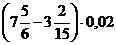 (7 5/6 − 3 2/15) · 0,02